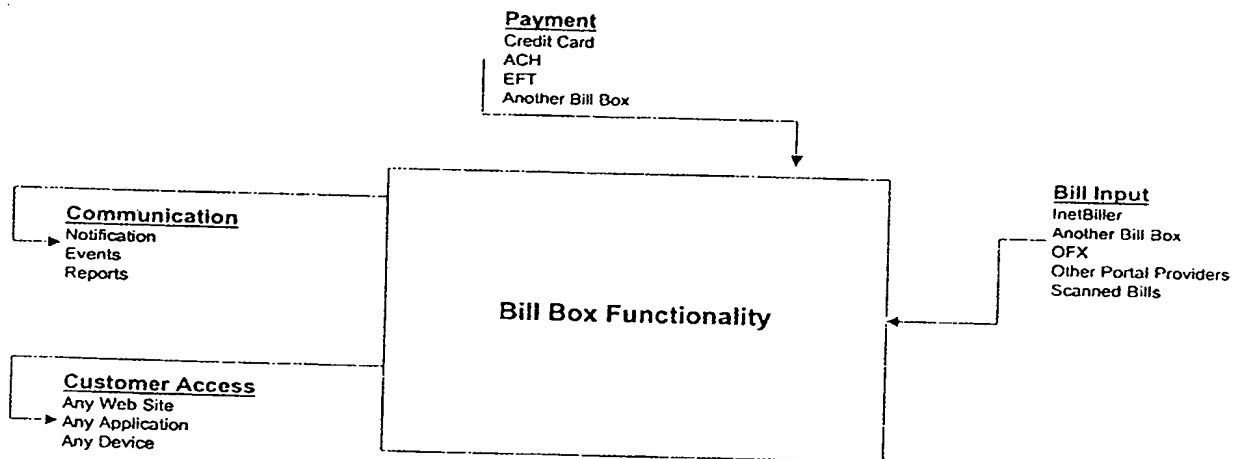 Payment
Credit Card
ACH
EFT
Another Bill Box
Communication
Notification
Events
Reports
Bill Input
InetBiller
Another Bill Box
OFX
Other Portal Providers
Scanned Bills
Bill Box Functionality
Customer Access
Any Web Site
Any Application
Any Device